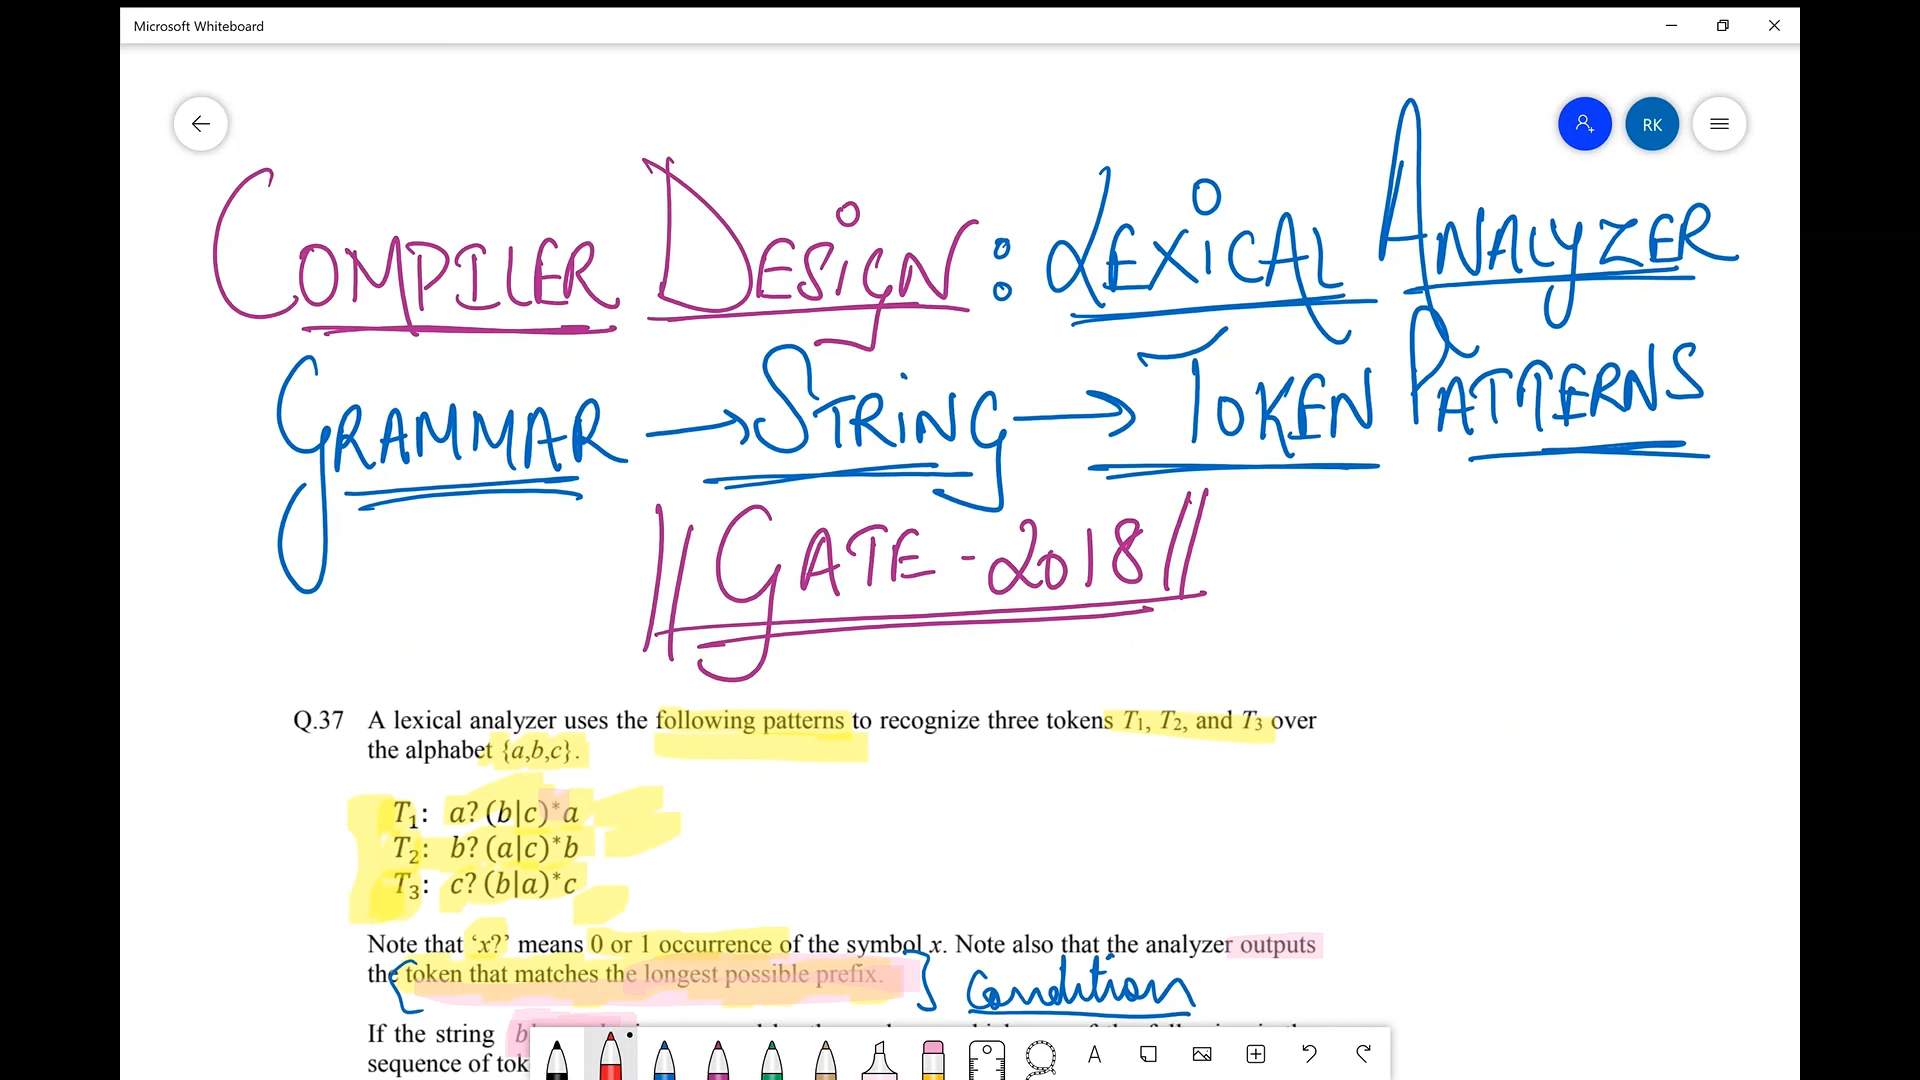 Microsoft Whiteboard
RK
COMPILER DESIGN: LEXICAL ANALYZER
GRAMMAR → STRING → TOKEN PATTERNS
|| GATE - 2018 ||
Q.37 A lexical analyzer uses the following patterns to recognize three tokens T₁, T₂, and T₃ over
the alphabet {a,b,c}.
T₁: a?(b|c)*a
T₂: b?(a|c)*b
T₃: c?(b|a)*c
Note that ‘x?’ means 0 or 1 occurrence of the symbol x. Note also that the analyzer outputs
the token that matches the longest possible prefix. Condition
If the string b
sequence of tok
A